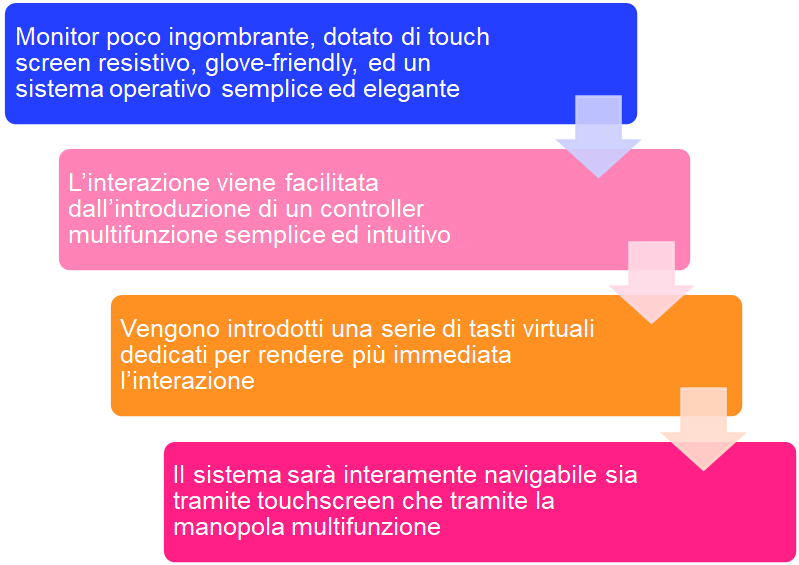 Monitor poco ingombrante, dotato di touch
screen resistivo, glove-friendly, ed un
sistema operativo semplice ed elegante
L’interazione viene facilitata
dall’introduzione di un controller
multifunzione semplice ed intuitivo
Vengono introdotti una serie di tasti virtuali
dedicati per rendere più immediata
l’interazione
Il sistema sarà interamente navigabile sia
tramite touchscreen che tramite la
manopola multifunzione